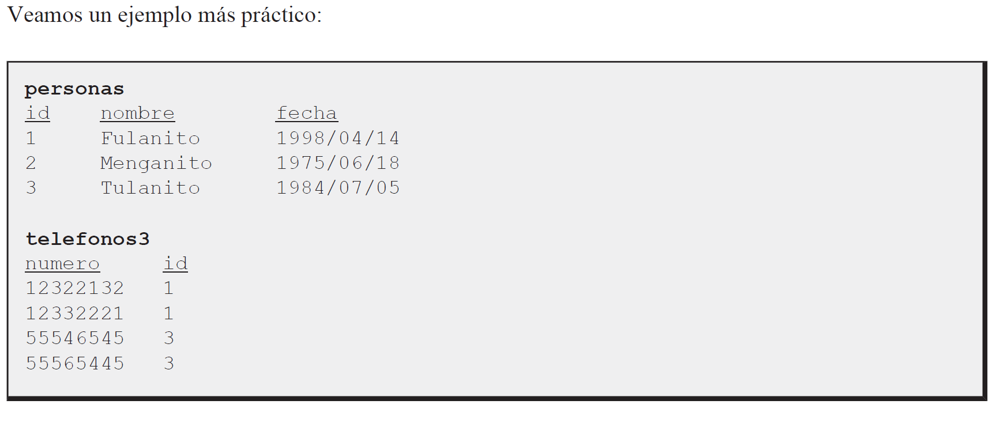 Veamos un ejemplo más práctico:
personas
id nombre fecha
1 Fulanito 1998/04/14
2 Menganito 1975/06/18
3 Tulanito 1984/07/05
telefonos3
numero id
12322132 1
12332221 1
55546545 3
55565445 3